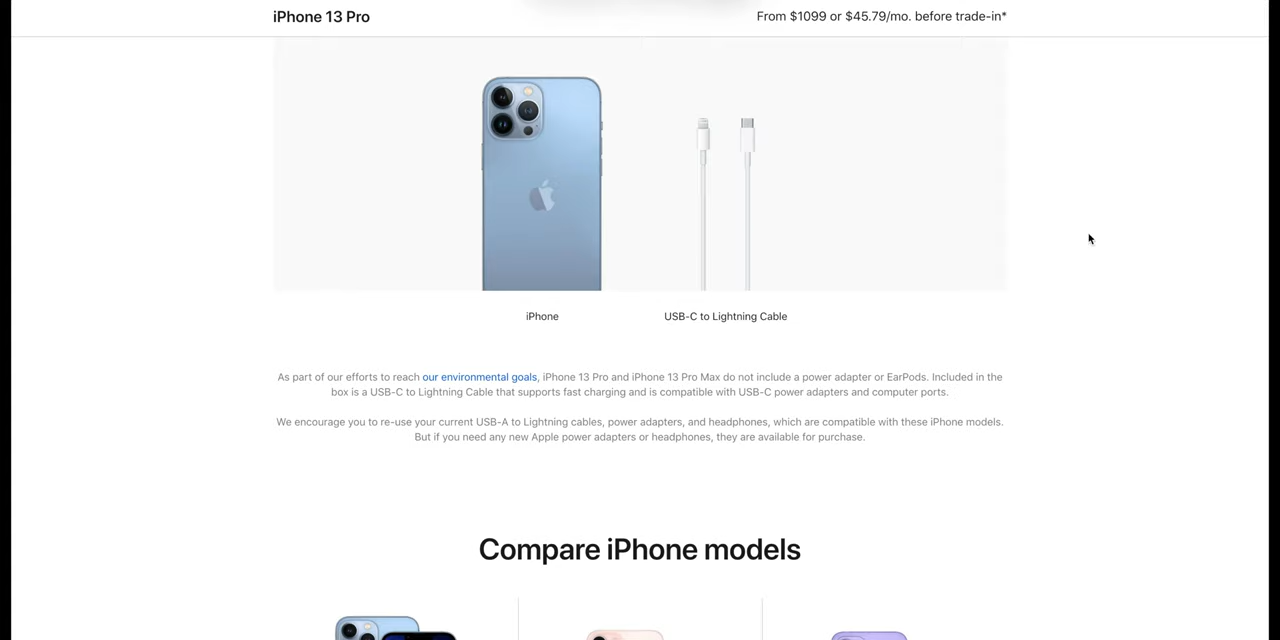 iPhone 13 Pro
From $1099 or $45.79/mo. before trade-in*
iPhone
USB-C to Lightning Cable
As part of our efforts to reach our environmental goals, iPhone 13 Pro and iPhone 13 Pro Max do not include a power adapter or EarPods. Included in the
box is a USB-C to Lightning Cable that supports fast charging and is compatible with USB-C power adapters and computer ports.
We encourage you to re-use your current USB-A to Lightning cables, power adapters, and headphones, which are compatible with these iPhone models.
But if you need any new Apple power adapters or headphones, they are available for purchase.
Compare iPhone models